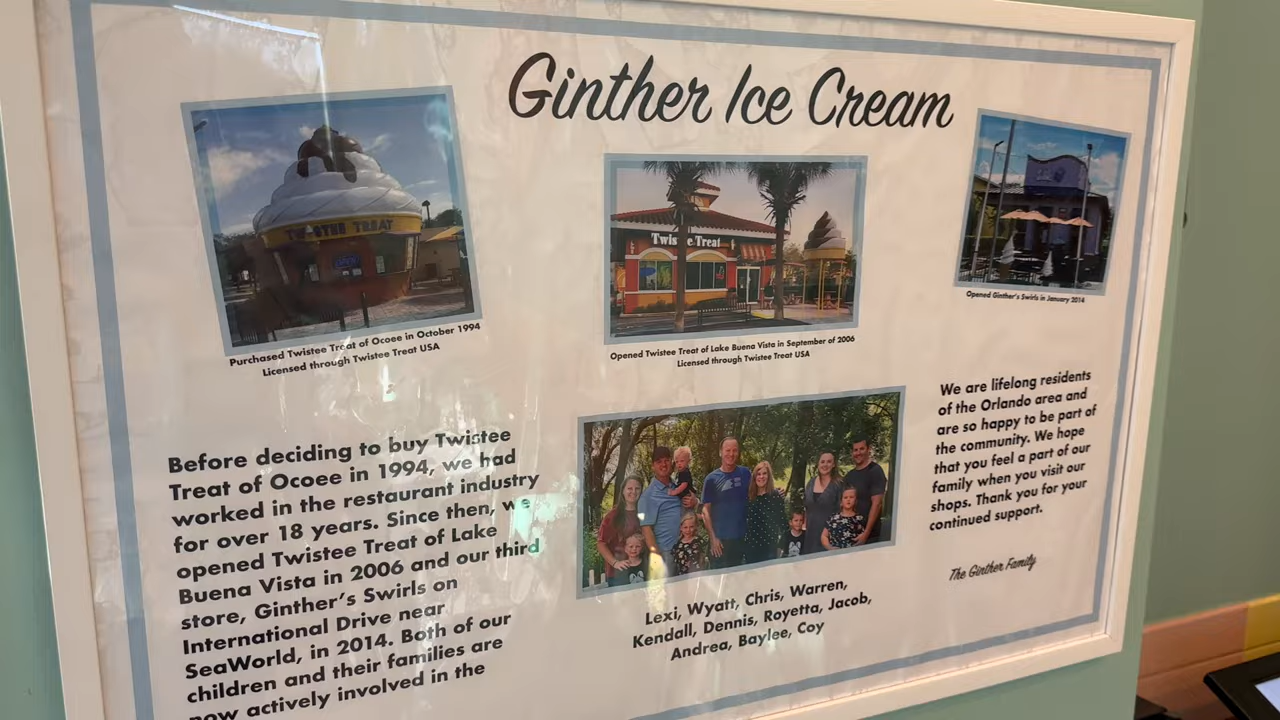 Ginther Ice Cream
TWISTEE TREAT
Purchased Twistee Treat of Ocoee in October 1994
Licensed through Twistee Treat USA
Twistee Treat
Opened Twistee Treat of Lake Buena Vista in September of 2006
Licensed through Twistee Treat USA
Opened Ginther's Swirls in January 2014
Before deciding to buy Twistee
Treat of Ocoee in 1994, we had
worked in the restaurant industry
for over 18 years. Since then, we
opened Twistee Treat of Lake
Buena Vista in 2006 and our third
store, Ginther's Swirls on
International Drive near
SeaWorld, in 2014. Both of our
children and their families are
now actively involved in the
Lexi, Wyatt, Chris, Warren,
Kendall, Dennis, Royetta, Jacob,
Andrea, Baylee, Coy
We are lifelong residents
of the Orlando area and
are so happy to be part of
the community. We hope
that you feel a part of our
family when you visit our
shops. Thank you for your
continued support.
The Ginther Family